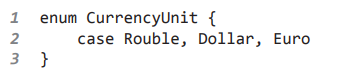 1 enum CurrencyUnit {
2     case Rouble, Dollar, Euro
3 }